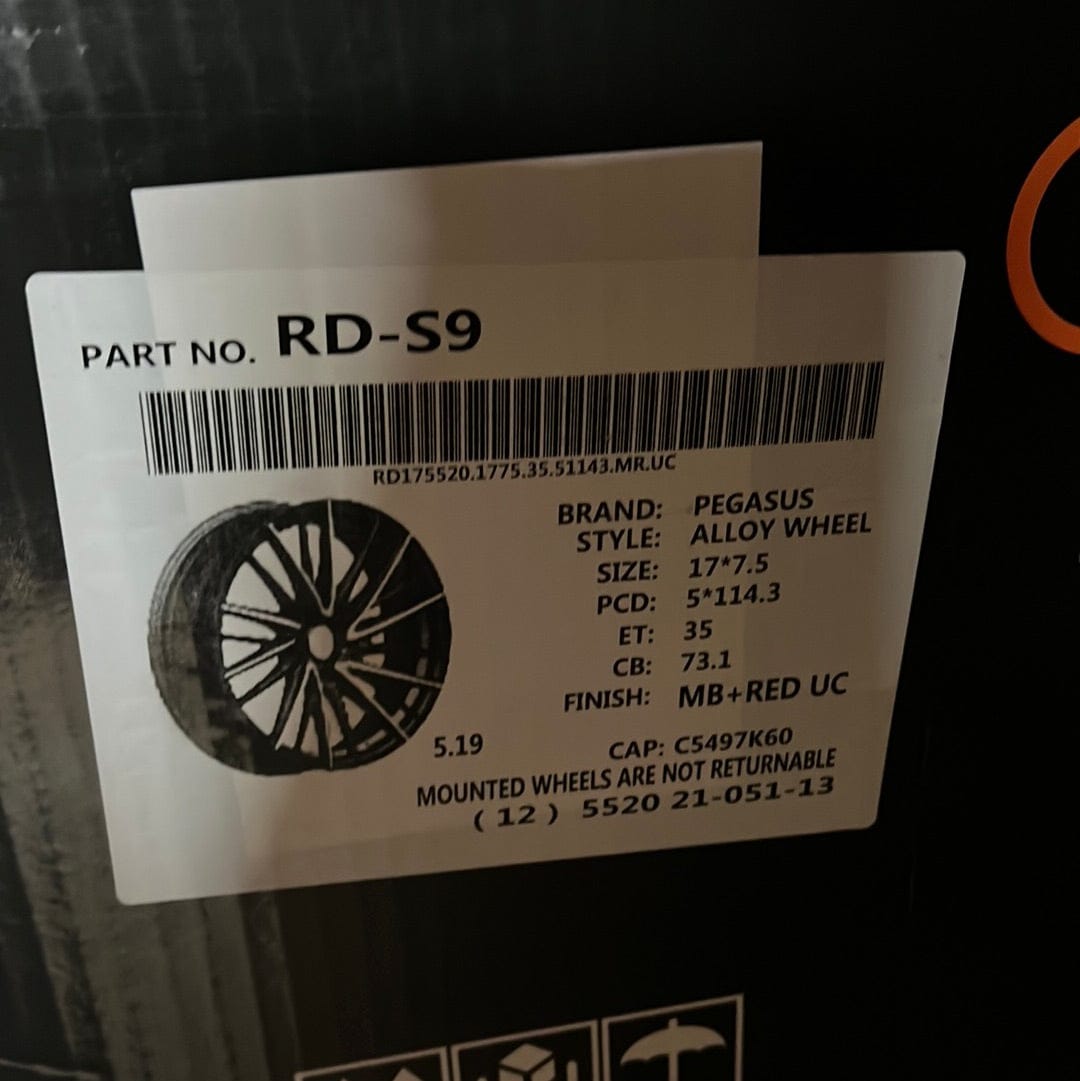 PART NO. RD-S9
RD175520.1775.35.51143.MR.UC
BRAND: PEGASUS
STYLE: ALLOY WHEEL
SIZE: 17*7.5
PCD: 5*114.3
ET: 35
CB: 73.1
FINISH: MB+RED UC
5.19
CAP: C5497K60
MOUNTED WHEELS ARE NOT RETURNABLE
( 12 ) 5520 21-051-13